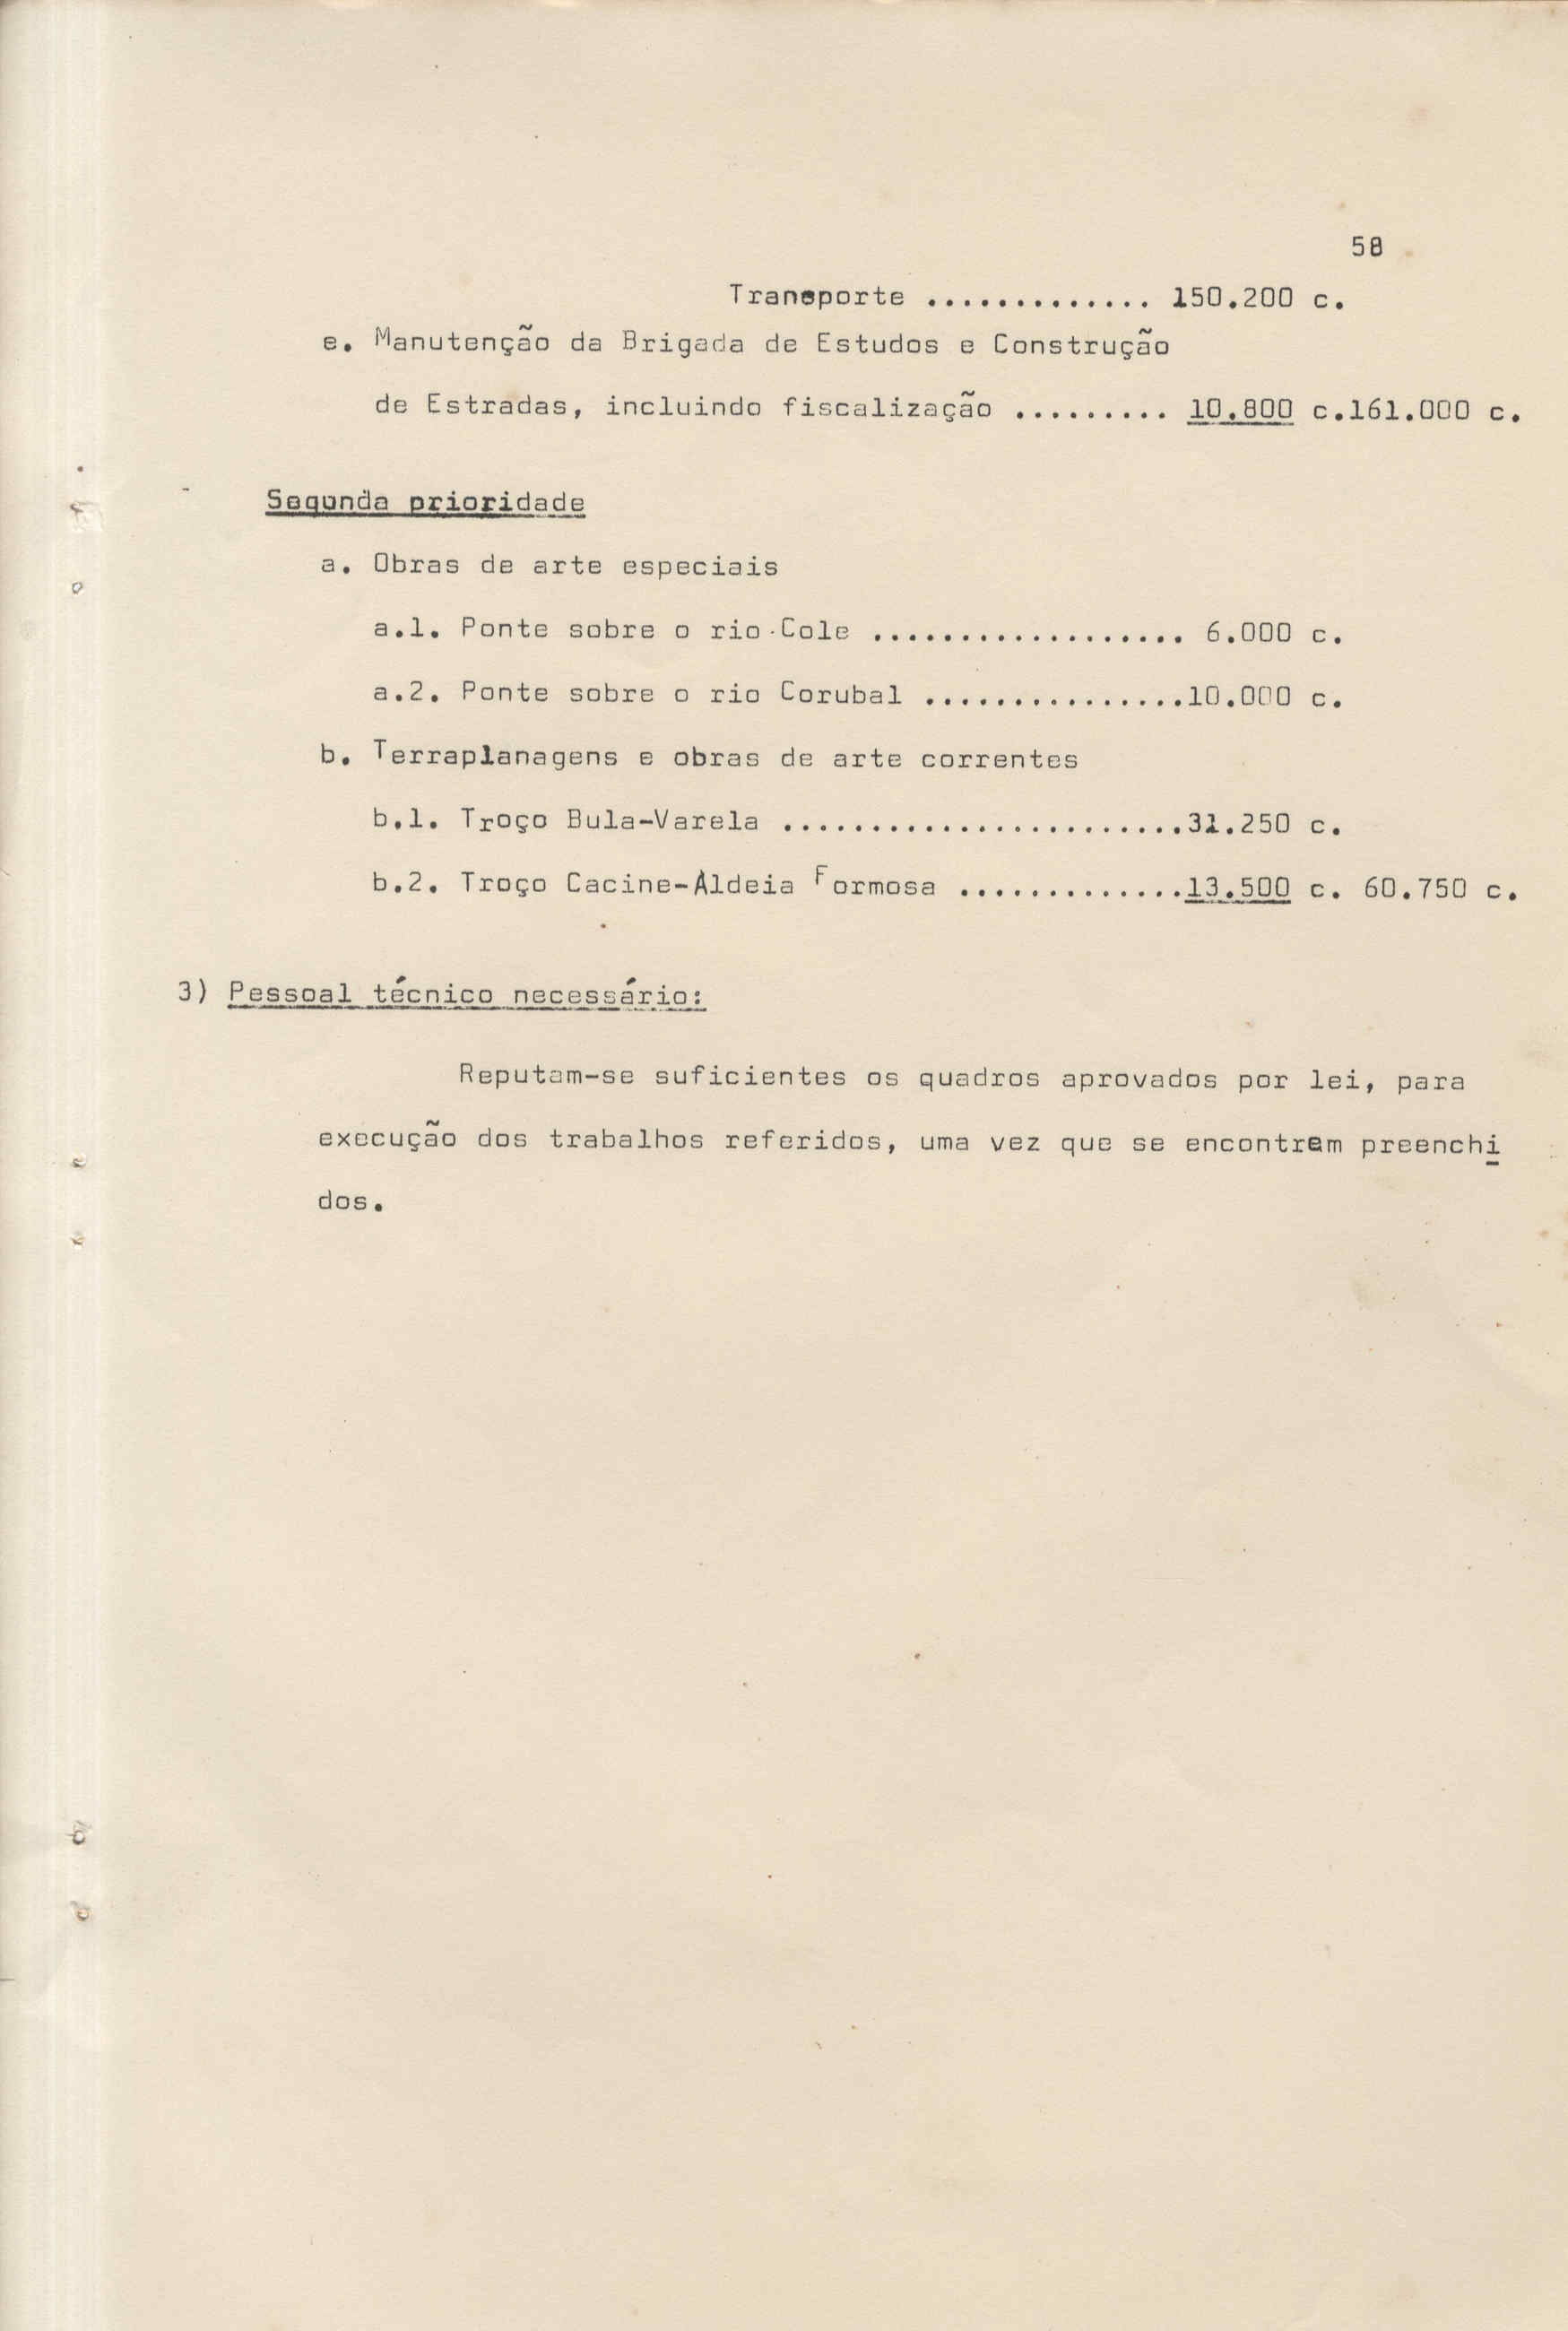 58
Transporte ............. 150.200 c.
e. Manutenção da Brigada de Estudos e Construção
de Estradas, incluindo fiscalização ......... 10.800 c.161.000 c.
Segunda prioridade
a. Obras de arte especiais
a.1. Ponte sobre o rio Cole .................. 6.000 c.
a.2. Ponte sobre o rio Corubal ...............10.000 c.
b. Terraplanagens e obras de arte correntes
b.1. Troço Bula-Varela .......................31.250 c.
b.2. Troço Cacine-Aldeia Formosa .............13.500 c. 60.750 c.
3) Pessoal técnico necessário:
Reputam-se suficientes os quadros aprovados por lei, para
execução dos trabalhos referidos, uma vez que se encontrem preenchi
dos.